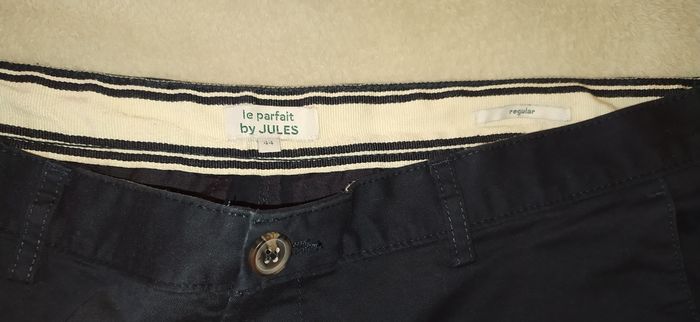 le parfait
by JULES
44
regular